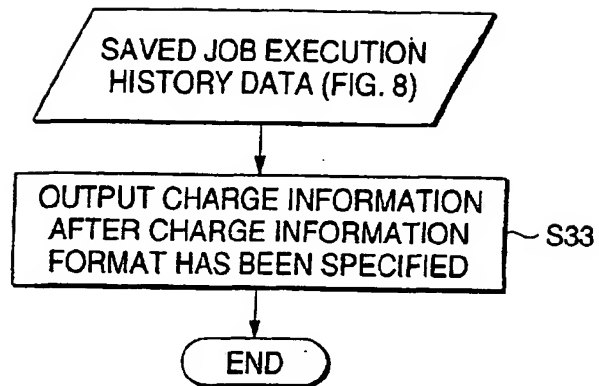 SAVED JOB EXECUTION
HISTORY DATA (FIG. 8)
OUTPUT CHARGE INFORMATION
AFTER CHARGE INFORMATION
FORMAT HAS BEEN SPECIFIED
S33
END